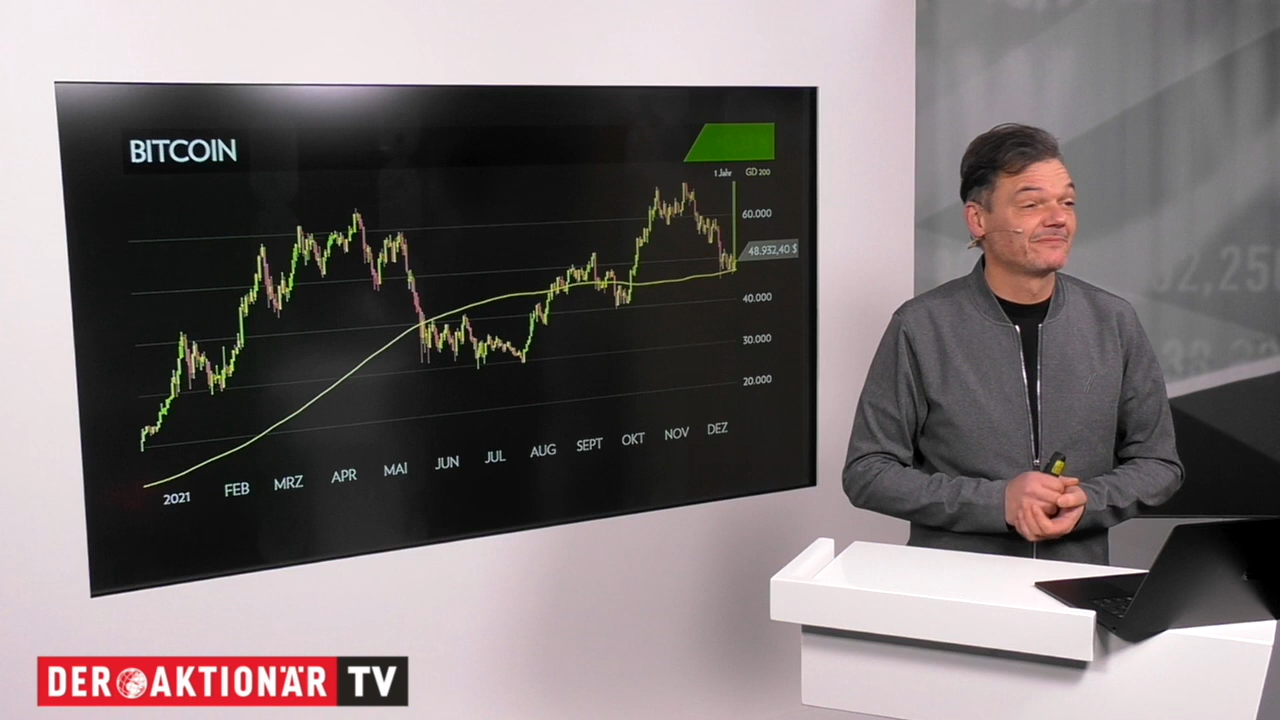 BITCOIN
1 Jahr GD 200
60.000
48.932,40 $
40.000
30.000
20.000
2021 FEB MRZ APR MAI JUN JUL AUG SEPT OKT NOV DEZ
DER AKTIONÄR TV